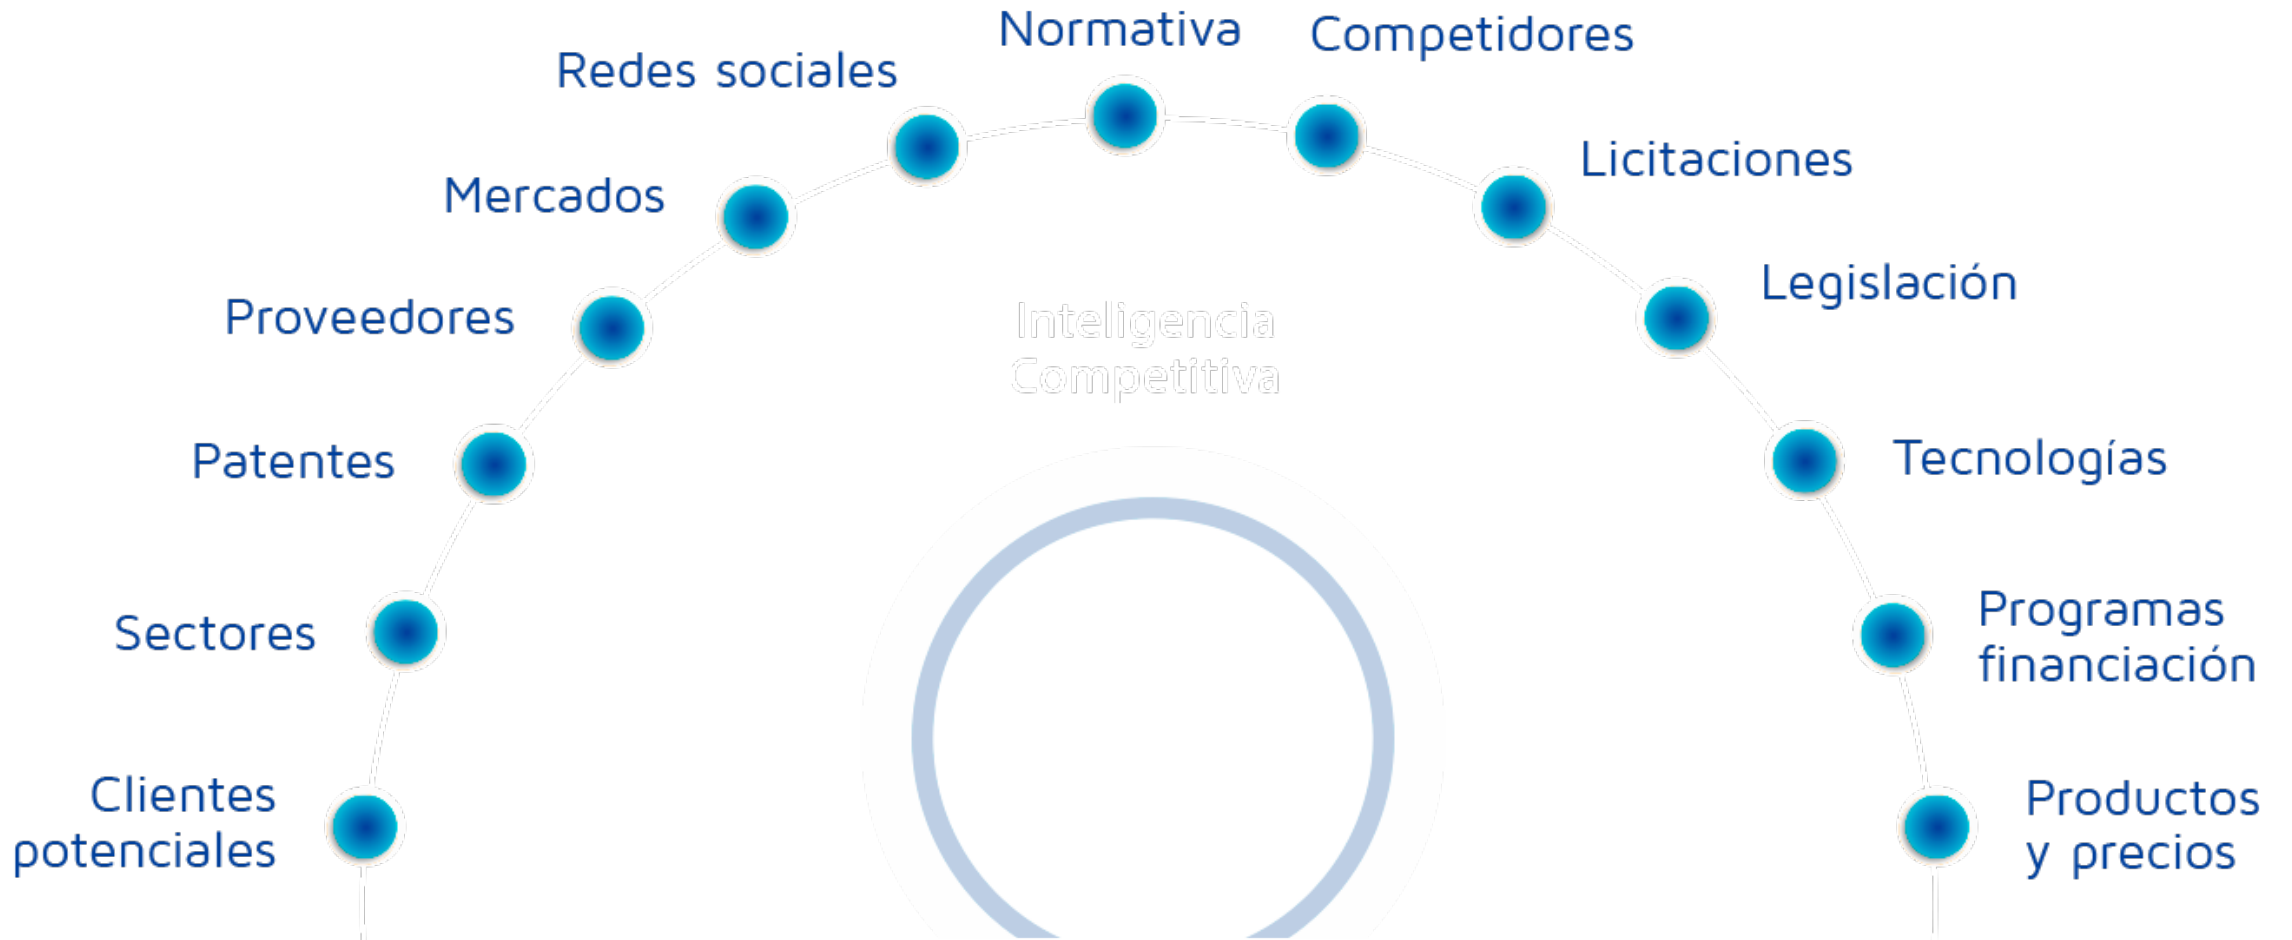 Normativa
Competidores
Redes sociales
Licitaciones
Mercados
Legislación
Proveedores
Inteligencia
Competitiva
Patentes
Tecnologías
Sectores
Programas
financiación
Clientes
potenciales
Productos
y precios